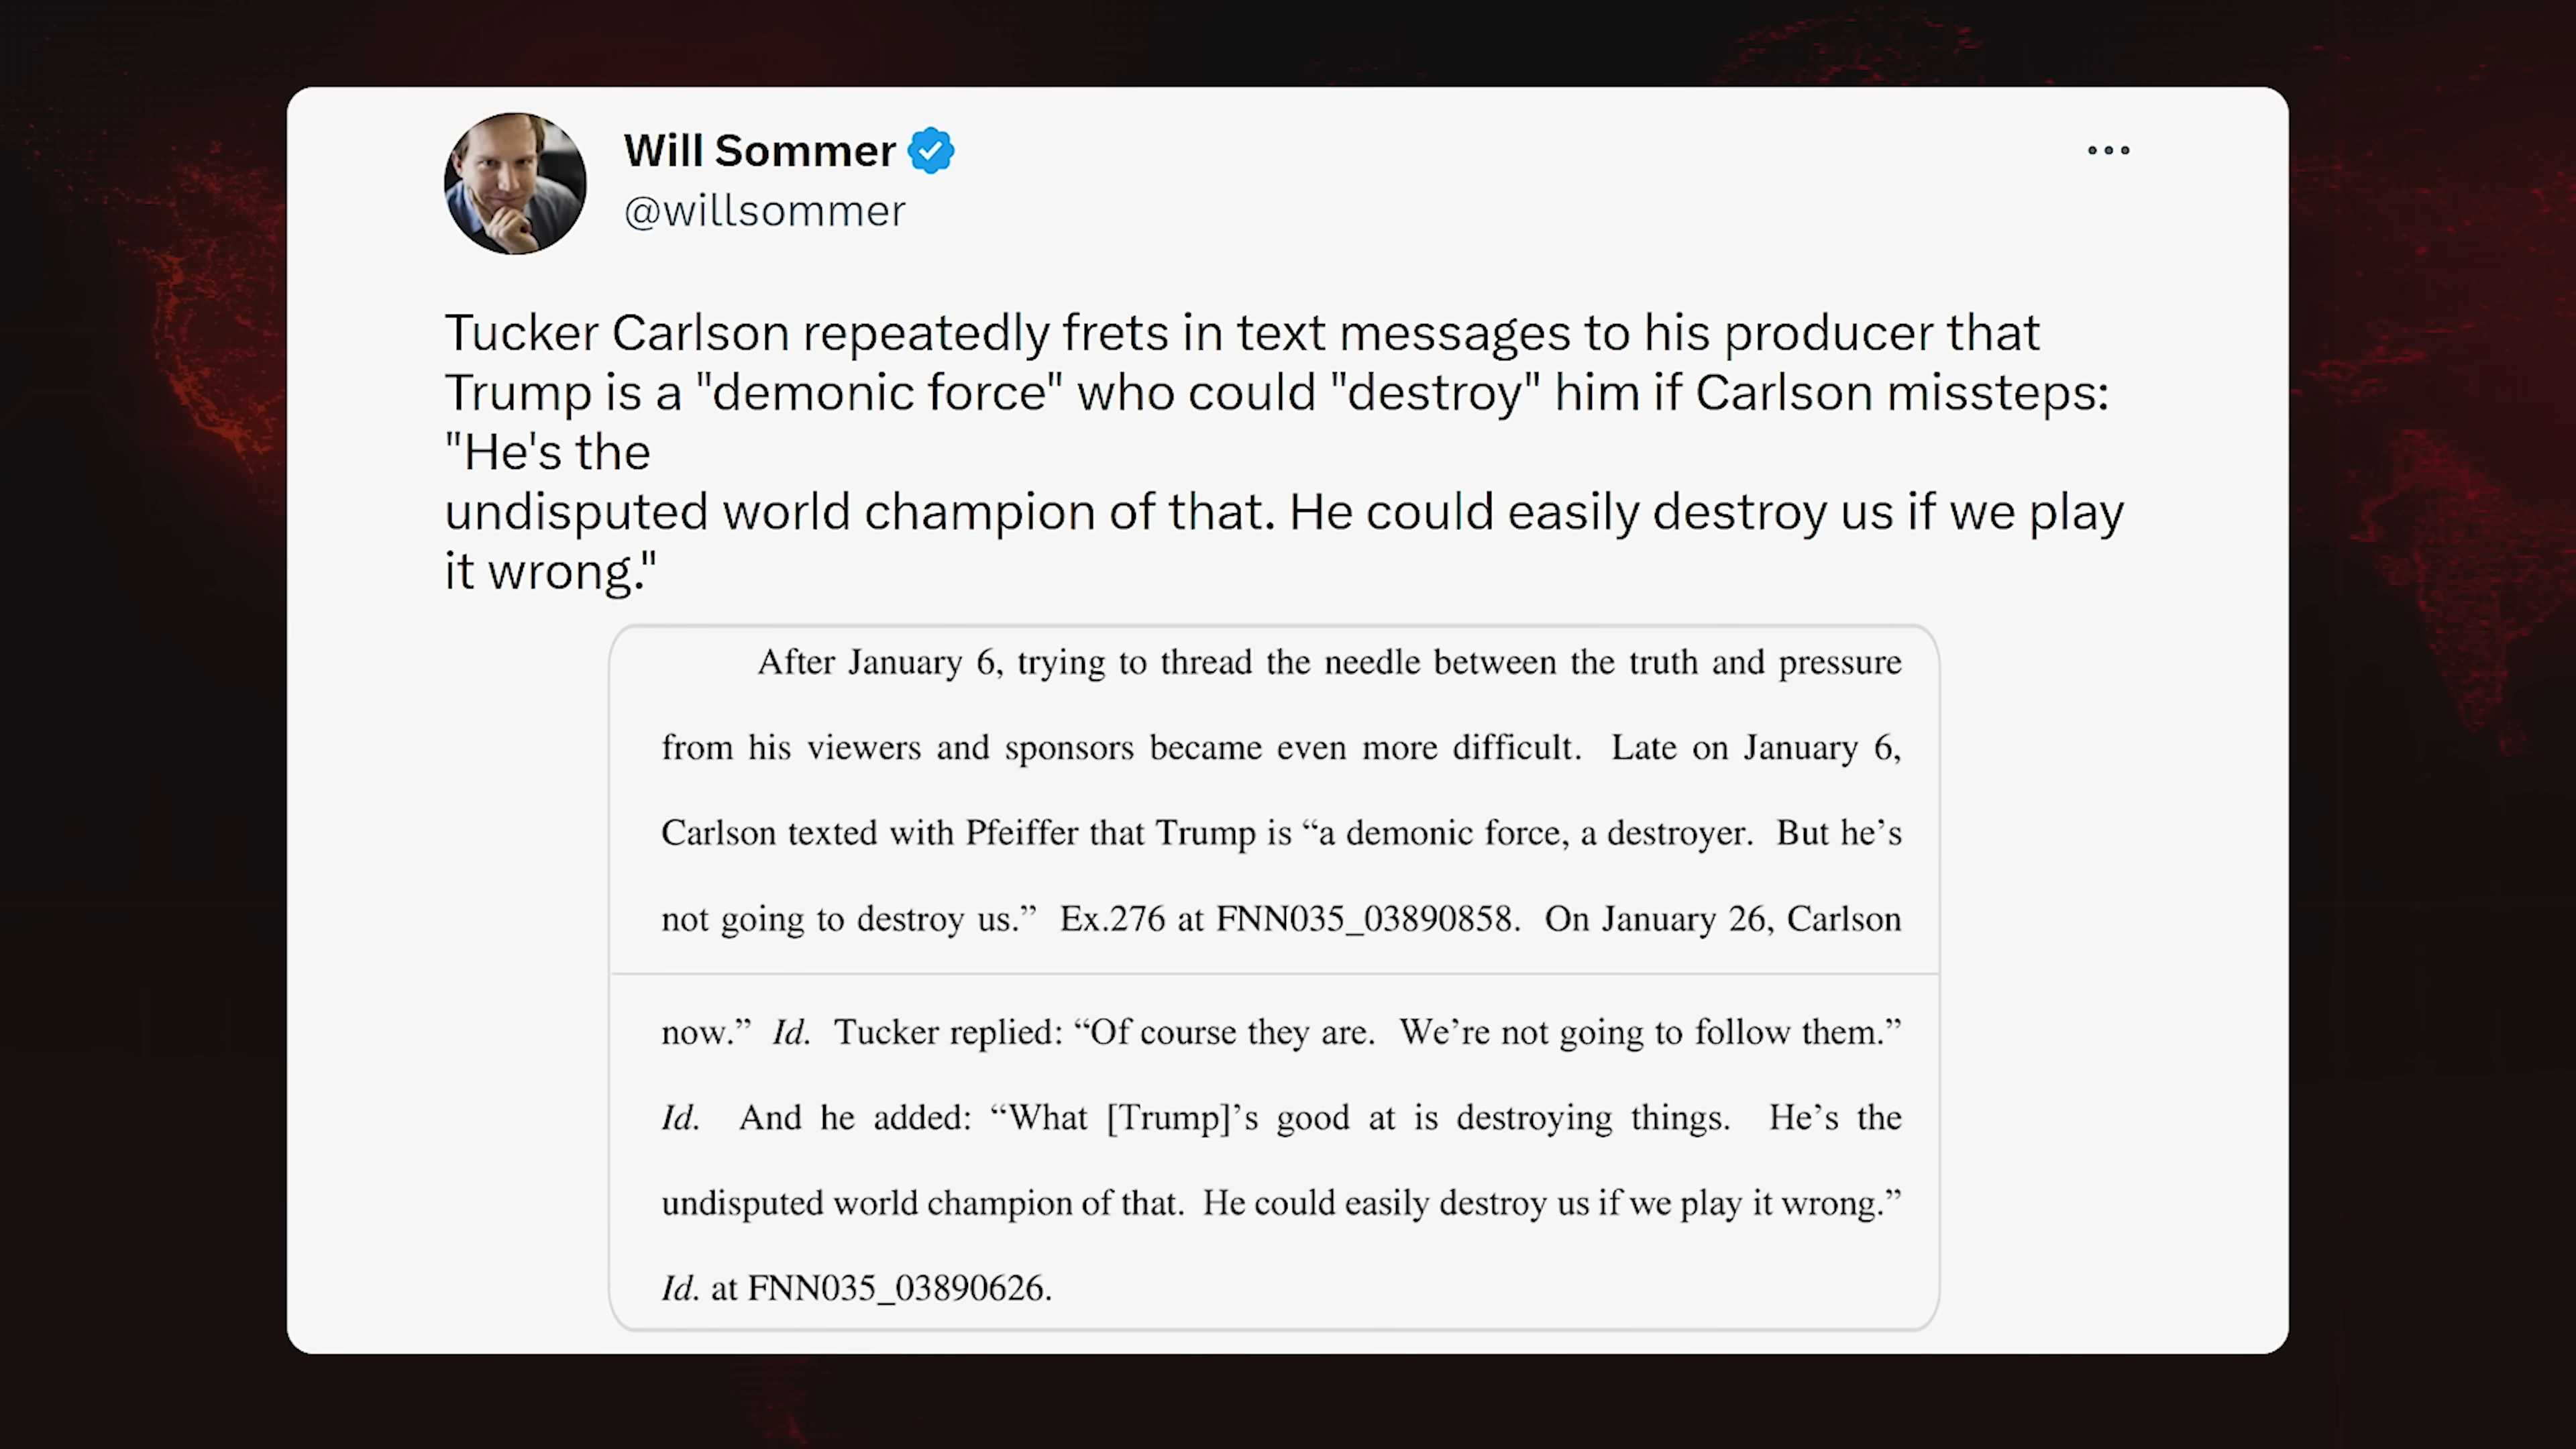 Will Sommer
@willsommer
Tucker Carlson repeatedly frets in text messages to his producer that
Trump is a "demonic force" who could "destroy" him if Carlson missteps:
"He's the
undisputed world champion of that. He could easily destroy us if we play
it wrong."
After January 6, trying to thread the needle between the truth and pressure
from his viewers and sponsors became even more difficult. Late on January 6,
Carlson texted with Pfeiffer that Trump is “a demonic force, a destroyer. But he’s
not going to destroy us.” Ex.276 at FNN035_03890858. On January 26, Carlson
now.” Id. Tucker replied: “Of course they are. We’re not going to follow them.”
Id. And he added: “What [Trump]’s good at is destroying things. He’s the
undisputed world champion of that. He could easily destroy us if we play it wrong.”
Id. at FNN035_03890626.